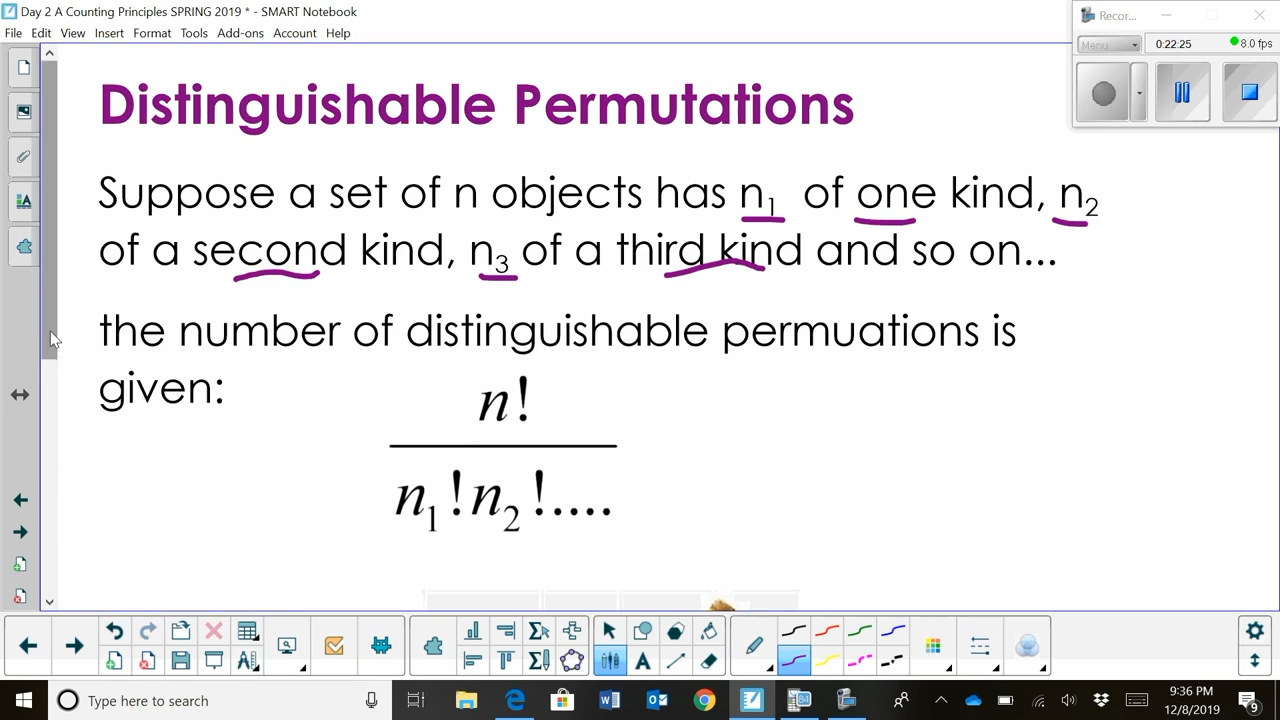 Day 2 A Counting Principles SPRING 2019 * - SMART Notebook
File Edit View Insert Format Tools Add-ons Account Help
Recor...
Menu 0:22:25 8.0 fps
Distinguishable Permutations
Suppose a set of n objects has n₁ of one kind, n₂
of a second kind, n₃ of a third kind and so on...
the number of distinguishable permuations is
given:
n!
n₁!n₂!....
Type here to search
9:36 PM
12/8/2019
9